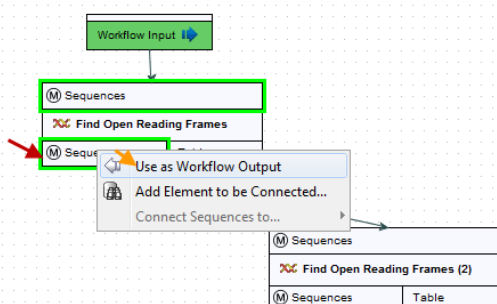 Workflow Input
M Sequences
Find Open Reading Frames
M Seque
Use as Workflow Output
Add Element to be Connected...
Connect Sequences to...
M Sequences
Find Open Reading Frames (2)
M Sequences Table